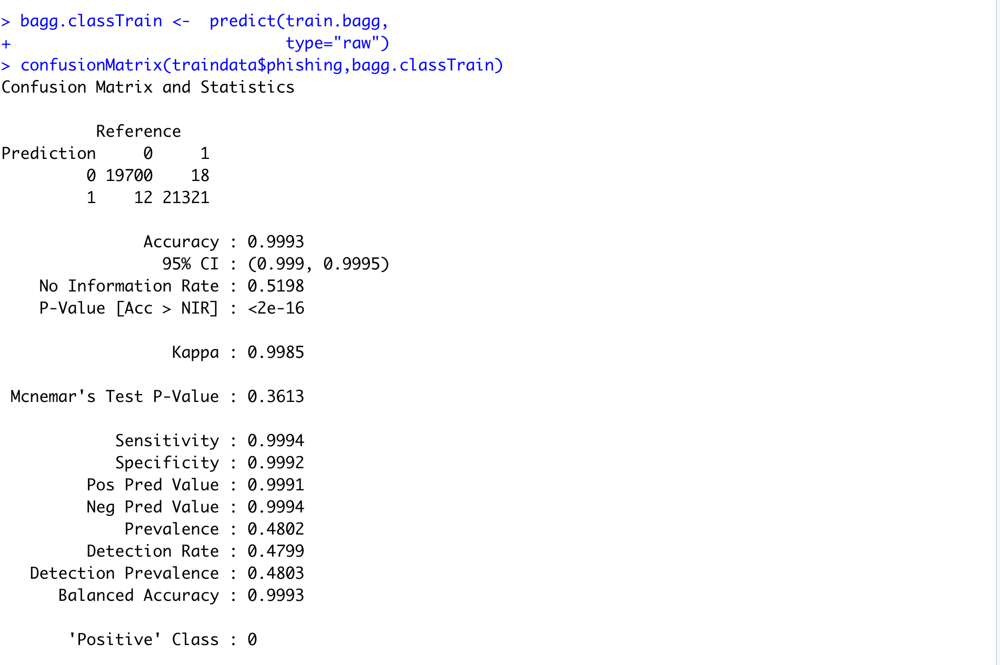 > bagg.classTrain <-  predict(train.bagg,
+                             type="raw")
> confusionMatrix(traindata$phishing,bagg.classTrain)
Confusion Matrix and Statistics
          Reference
Prediction     0     1
         0 19700    18
         1    12 21321
               Accuracy : 0.9993
                 95% CI : (0.999, 0.9995)
    No Information Rate : 0.5198
    P-Value [Acc > NIR] : <2e-16
                  Kappa : 0.9985
 Mcnemar's Test P-Value : 0.3613
            Sensitivity : 0.9994
            Specificity : 0.9992
         Pos Pred Value : 0.9991
         Neg Pred Value : 0.9994
             Prevalence : 0.4802
         Detection Rate : 0.4799
   Detection Prevalence : 0.4803
      Balanced Accuracy : 0.9993
       'Positive' Class : 0